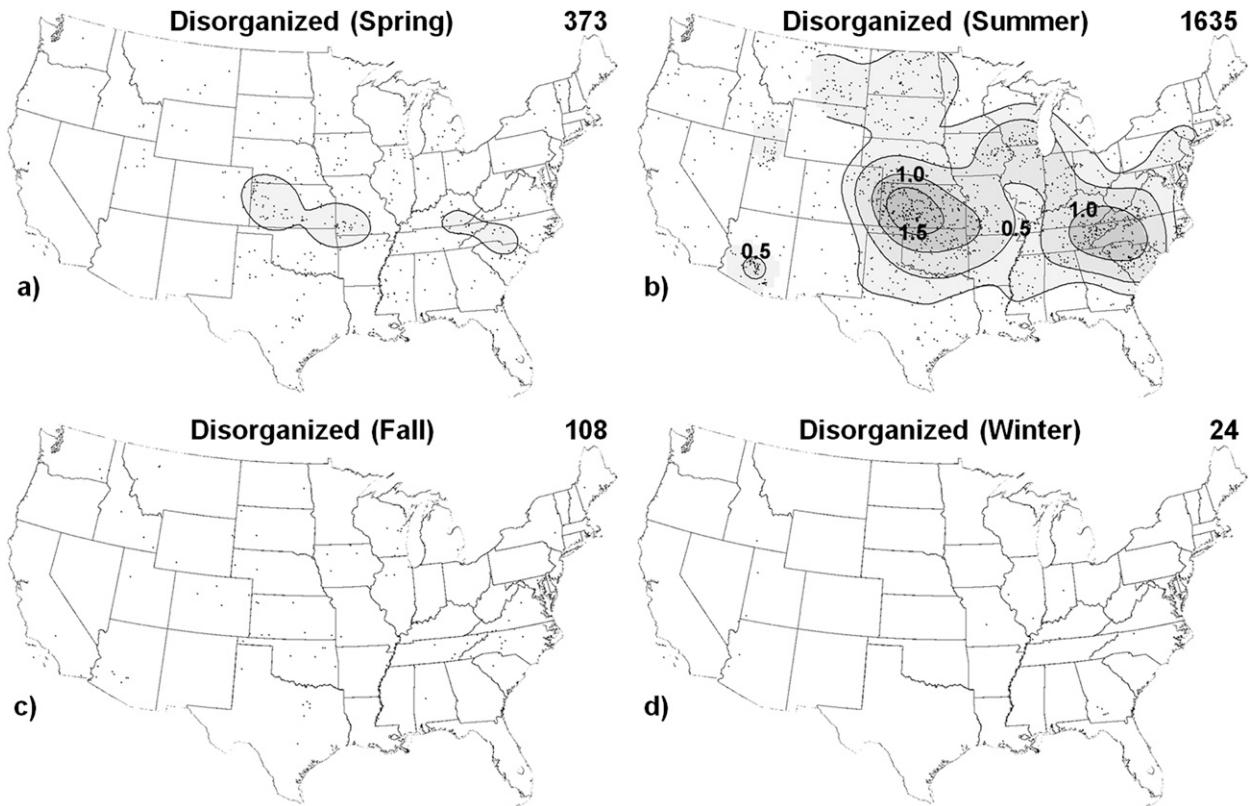 Disorganized (Spring) 373
Disorganized (Summer) 1635
1.0
1.5
0.5
1.0
0.5
a)
b)
Disorganized (Fall) 108
Disorganized (Winter) 24
c)
d)